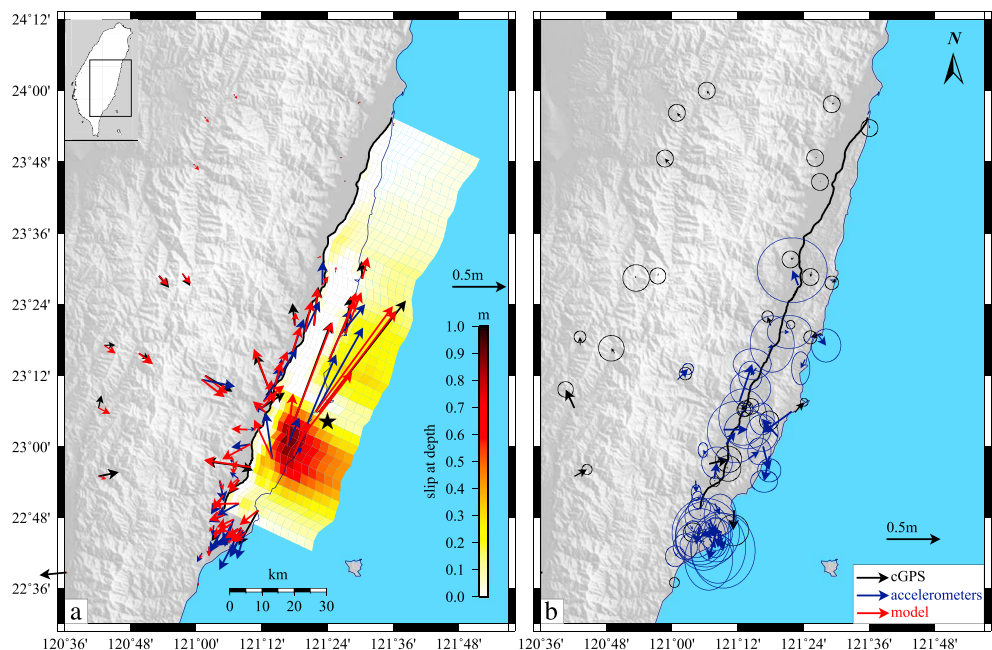 24°12'
24°00'
23°48'
23°36'
23°24'
23°12'
23°00'
22°48'
22°36'
120°36'
120°48'
121°00'
121°12'
121°24'
121°36'
121°48'
0.5m
m
1.0
0.9
0.8
0.7
0.6
0.5
0.4
0.3
0.2
0.1
0.0
slip at depth
km
0 10 20 30
a
N
0.5m
cGPS
accelerometers
model
b
120°36'
120°48'
121°00'
121°12'
121°24'
121°36'
121°48'